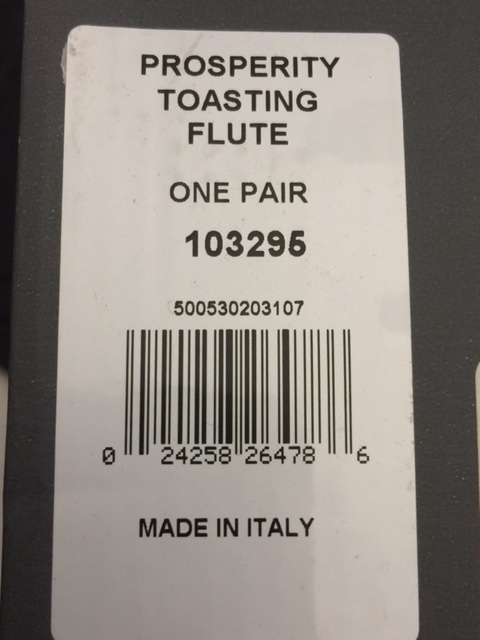 PROSPERITY
TOASTING
FLUTE
ONE PAIR
103295
500530203107
0 24258 26478 6
MADE IN ITALY